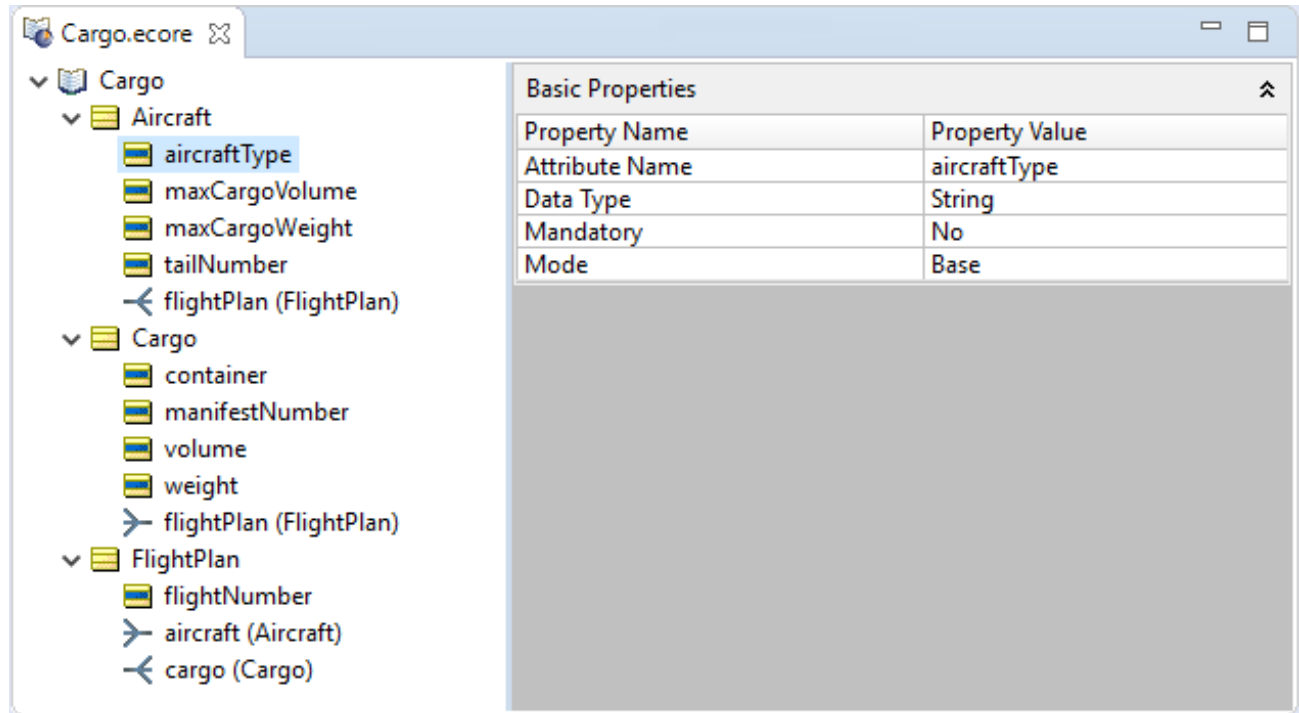 Cargo.ecore
Cargo
Aircraft
aircraftType
maxCargoVolume
maxCargoWeight
tailNumber
flightPlan (FlightPlan)
Cargo
container
manifestNumber
volume
weight
flightPlan (FlightPlan)
FlightPlan
flightNumber
aircraft (Aircraft)
cargo (Cargo)
Basic Properties
Property Name Property Value
Attribute Name aircraftType
Data Type String
Mandatory No
Mode Base